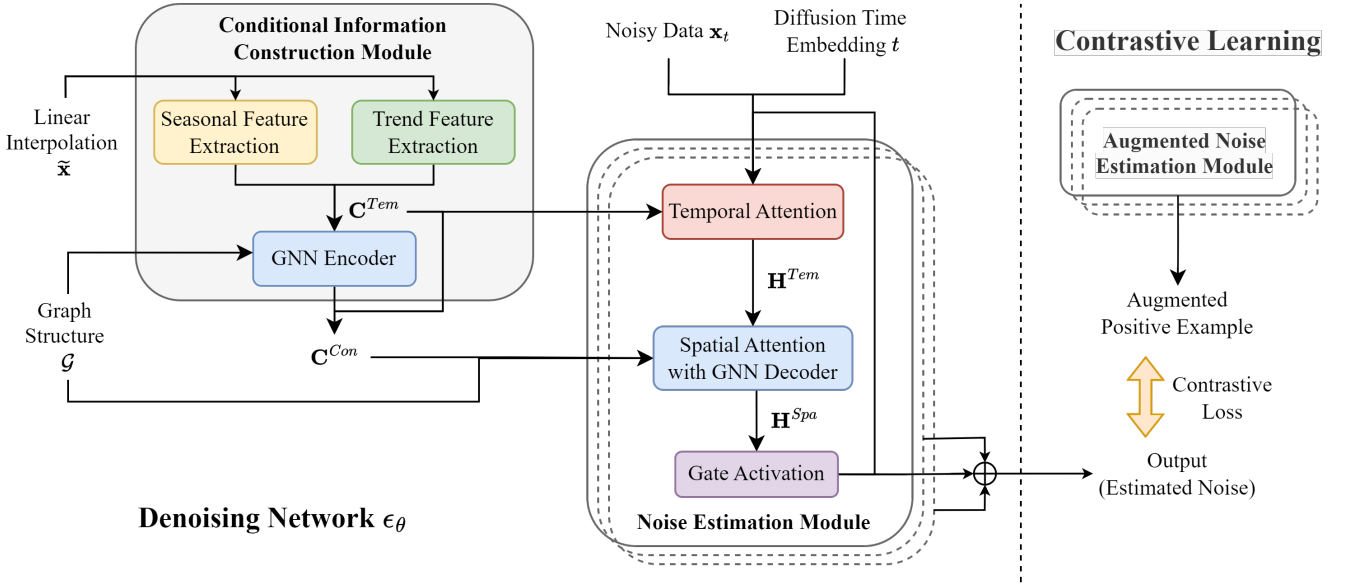 Conditional Information
Construction Module
Linear
Interpolation
x̃
Seasonal Feature
Extraction
Trend Feature
Extraction
C^{Tem}
GNN Encoder
Graph
Structure
𝒢
C^{Con}
Denoising Network ϵ_θ
Noisy Data x_t
Diffusion Time
Embedding t
Temporal Attention
H^{Tem}
Spatial Attention
with GNN Decoder
H^{Spa}
Gate Activation
Noise Estimation Module
Contrastive Learning
Augmented Noise
Estimation Module
Augmented
Positive Example
Contrastive
Loss
Output
(Estimated Noise)